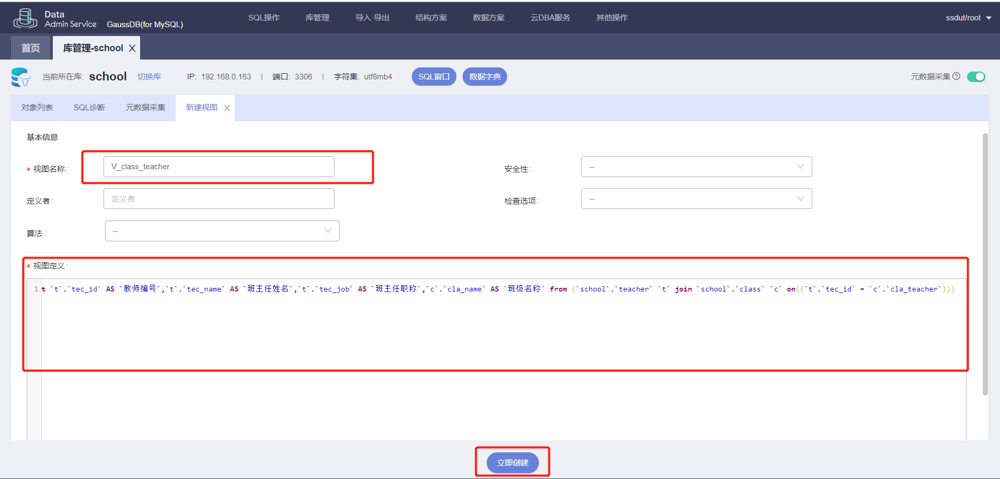 Data
Admin Service
GaussDB(for MySQL)
SQL操作 库管理 导入·导出 结构方案 数据方案 云DBA服务 其他操作
ssdut/root
首页 库管理-school X
当前所在库: school 切换库 IP: 192.168.0.163 | 端口: 3306 | 字符集: utf8mb4 SQL窗口 数据字典 元数据采集 ?
对象列表 SQL诊断 元数据采集 新建视图 X
基本信息
* 视图名称: V_class_teacher 安全性: --
定义者: 定义者 检查选项: --
算法: --
* 视图定义:
1 t `t`.`tec_id` AS `教师编号`,`t`.`tec_name` AS `班主任姓名`,`t`.`tec_job` AS `班主任职称`,`c`.`cla_name` AS `班级名称` from (`school`.`teacher` `t` join `school`.`class` `c` on((`t`.`tec_id` = `c`.`cla_teacher`)))
立即创建